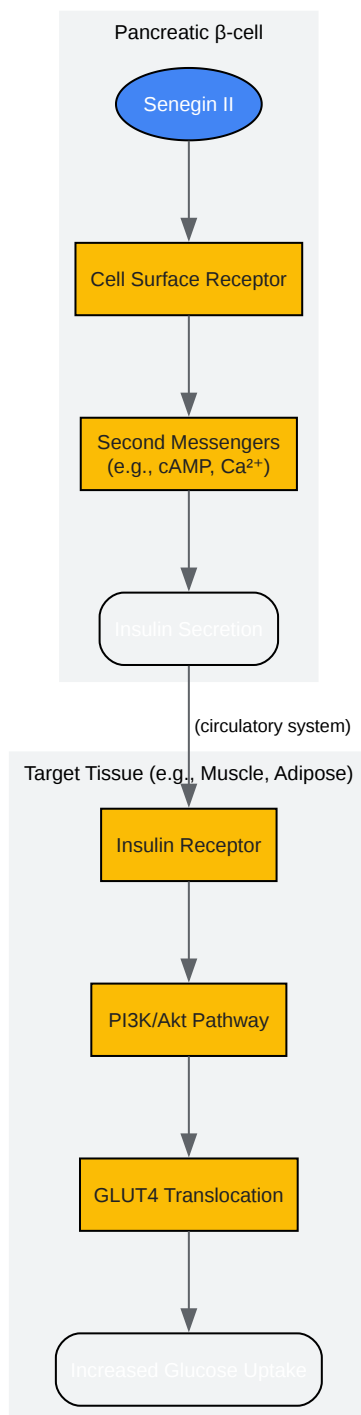 Pancreatic β-cell
Senegin II
Cell Surface Receptor
Second Messengers
(e.g., cAMP, Ca²⁺)
Insulin Secretion
(circulatory system)
Target Tissue (e.g., Muscle, Adipose)
Insulin Receptor
PI3K/Akt Pathway
GLUT4 Translocation
Increased Glucose Uptake